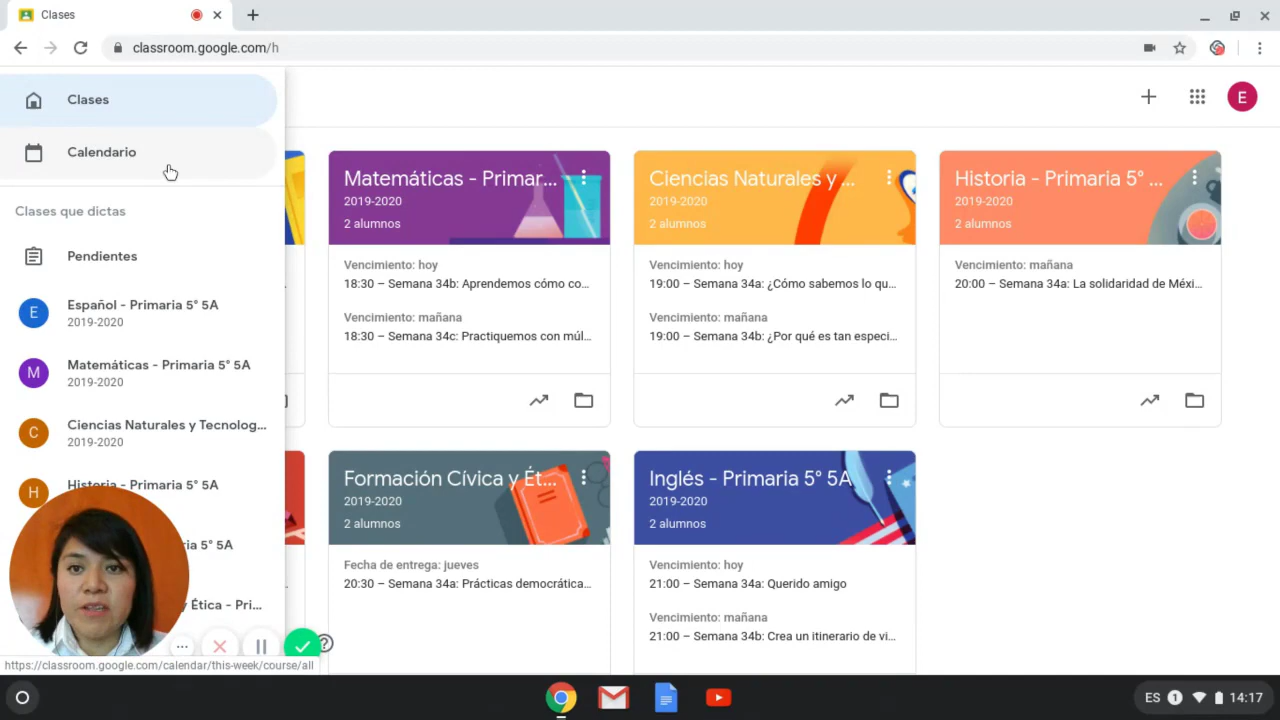 Clases
classroom.google.com/h
Clases
Calendario
Clases que dictas
Pendientes
E
Español - Primaria 5° 5A
2019-2020
M
Matemáticas - Primaria 5° 5A
2019-2020
C
Ciencias Naturales y Tecnolog...
2019-2020
H
Historia - Primaria 5° 5A
ria 5° 5A
y Ética - Pri...
https://classroom.google.com/calendar/this-week/course/all
E
Matemáticas - Primar...
2019-2020
2 alumnos
Vencimiento: hoy
18:30 – Semana 34b: Aprendemos cómo co...
Vencimiento: mañana
18:30 – Semana 34c: Practiquemos con múl...
Ciencias Naturales y ...
2019-2020
2 alumnos
Vencimiento: hoy
19:00 – Semana 34a: ¿Cómo sabemos lo qu...
Vencimiento: mañana
19:00 – Semana 34b: ¿Por qué es tan especi...
Historia - Primaria 5° ...
2019-2020
2 alumnos
Vencimiento: mañana
20:00 – Semana 34a: La solidaridad de Méxi...
Formación Cívica y Ét...
2019-2020
2 alumnos
Fecha de entrega: jueves
20:30 – Semana 34a: Prácticas democrática...
Inglés - Primaria 5° 5A
2019-2020
2 alumnos
Vencimiento: hoy
21:00 – Semana 34a: Querido amigo
Vencimiento: mañana
21:00 – Semana 34b: Crea un itinerario de vi...
ES 1 14:17